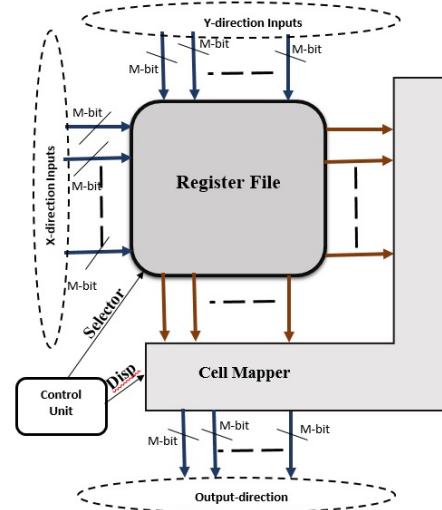 Y-direction Inputs
M-bit
M-bit
M-bit
M-bit
M-bit
X-direction Inputs
M-bit
Register File
Selector
Disp
Cell Mapper
Control
Unit
M-bit
M-bit
M-bit
Output-direction